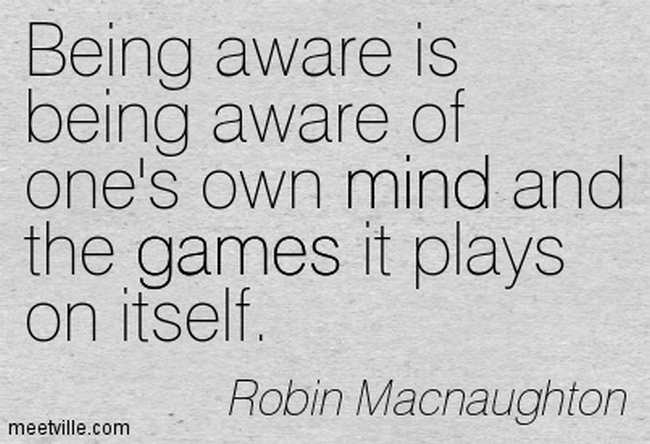 Being aware is
being aware of
one's own mind and
the games it plays
on itself.
Robin Macnaughton
meetville.com